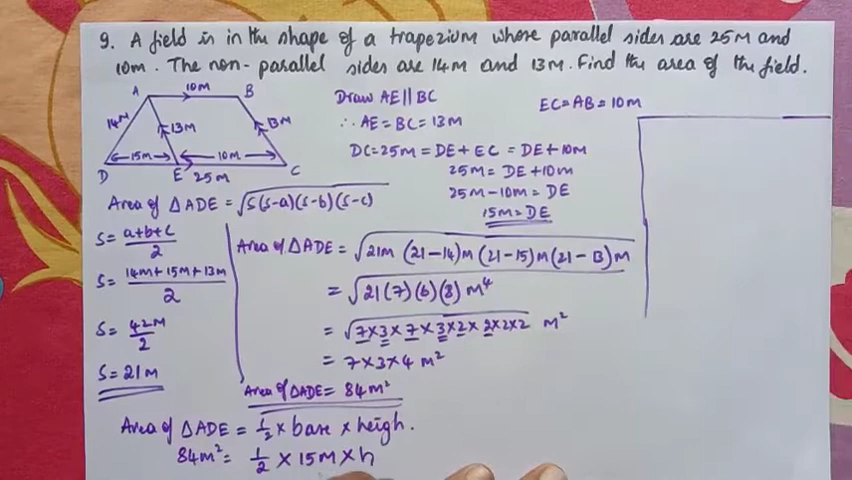 9. A field is in the shape of a trapezium whose parallel sides are 25M and
10M. The non-parallel sides are 14M and 13M. Find the area of the field.
A 10M B
14M 13M 13M
15M 10M
D E 25M C
Draw AE || BC
∴ AE = BC = 13M
EC = AB = 10M
DC = 25M = DE + EC = DE + 10M
25M = DE + 10M
25M - 10M = DE
15M = DE
Area of ΔADE = √S(S-a)(S-b)(S-c)
S = a+b+c/2
S = 14M + 15M + 13M/2
S = 42M/2
S = 21M
Area of ΔADE = √21M (21-14)M (21-15)M (21-13)M
= √21(7)(6)(8) M⁴
= √7×3×7×3×2×2×2×2 M²
= 7×3×4 M²
Area of ΔADE = 84M²
Area of ΔADE = 1/2 × base × heigh.
84M² = 1/2 × 15M × h